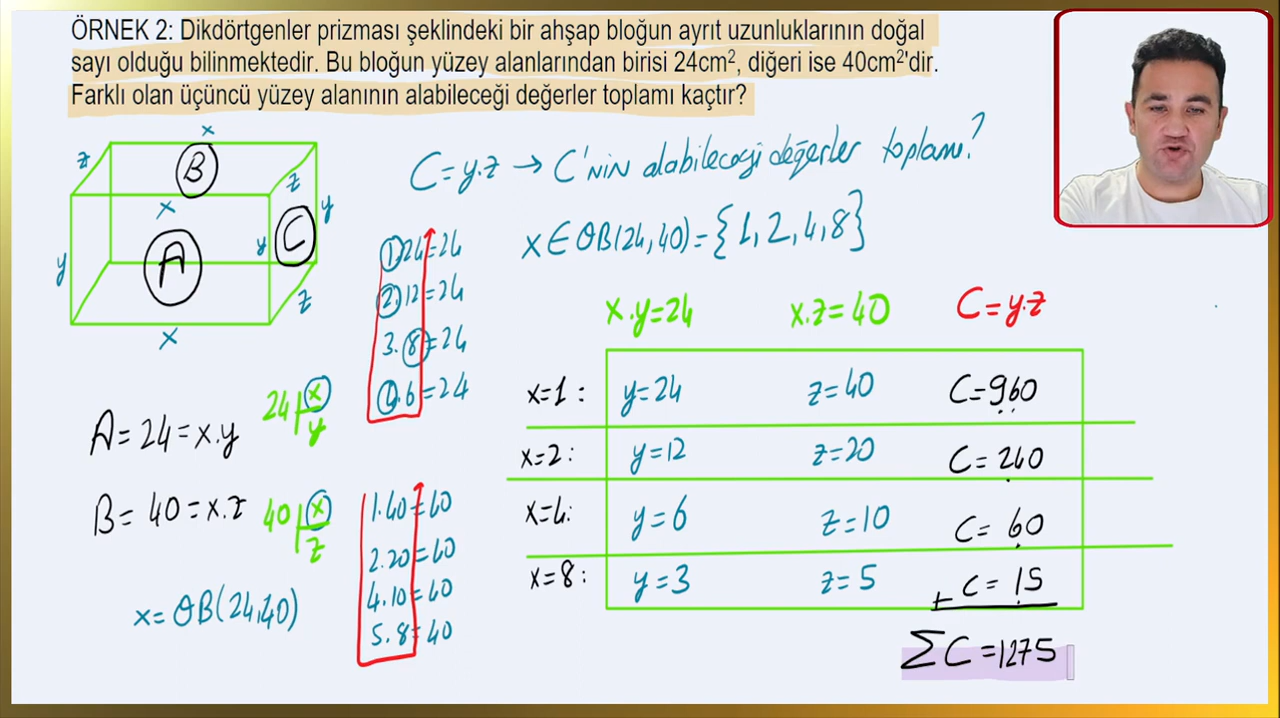 ÖRNEK 2: Dikdörtgenler prizması şeklindeki bir ahşap bloğun ayrıt uzunluklarının doğal
sayı olduğu bilinmektedir. Bu bloğun yüzey alanlarından birisi 24cm², diğeri ise 40cm²'dir.
Farklı olan üçüncü yüzey alanının alabileceği değerler toplamı kaçtır?
x
z
B
x
z
y
C
y
y
A
z
x
C=y.z → C'nin alabileceği değerler toplamı?
x∈OB(24,40)={1,2,4,8}
1.24=24
2.12=24
3.8=24
4.6=24
A=24=x.y
24 x
y
B=40=x.z
40 x
z
x=OB(24,40)
1.40=40
2.20=40
4.10=40
5.8=40
x.y=24 x.z=40 C=y.z
x=1: y=24 z=40 C=960
x=2: y=12 z=20 C=240
x=4: y=6 z=10 C=60
x=8: y=3 z=5 + C=15
∑C=1275